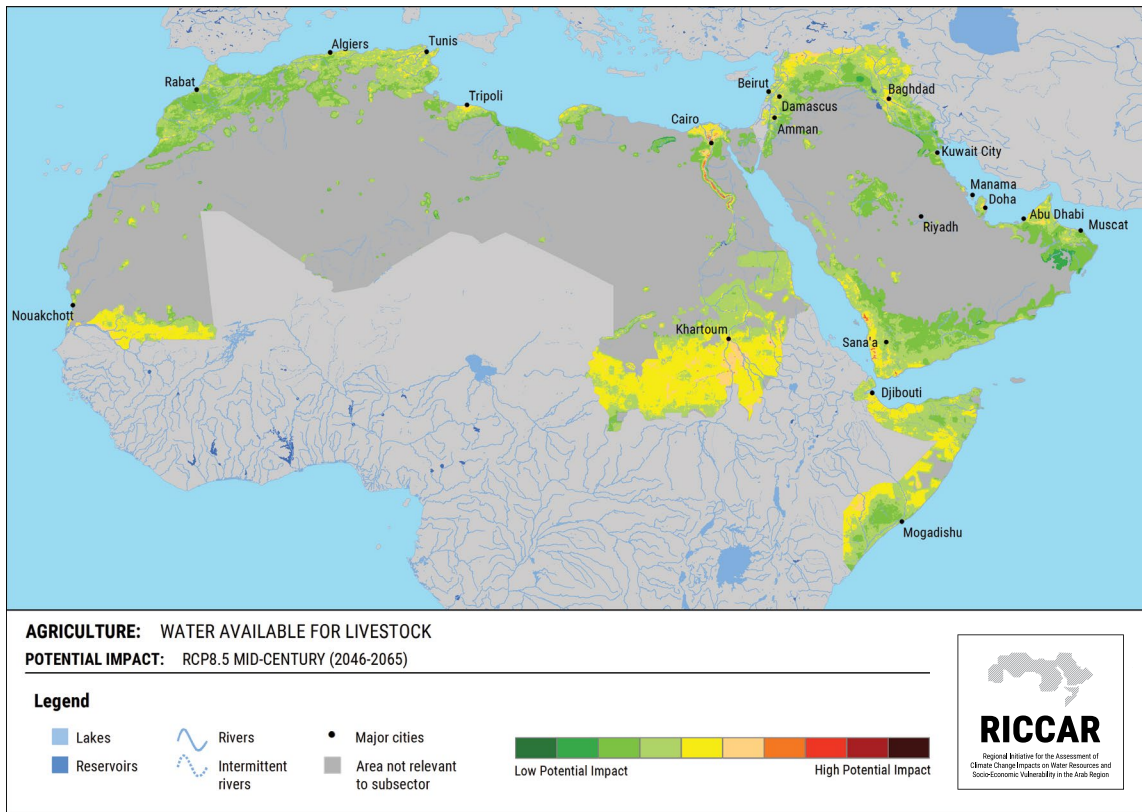 Algiers
Tunis
Rabat
Tripoli
Beirut
Damascus
Baghdad
Cairo
Amman
Kuwait City
Manama
Doha
Abu Dhabi
Riyadh
Muscat
Nouakchott
Khartoum
Sana'a
Djibouti
Mogadishu
AGRICULTURE: WATER AVAILABLE FOR LIVESTOCK
POTENTIAL IMPACT: RCP8.5 MID-CENTURY (2046-2065)
Legend
Lakes
Rivers
Major cities
Reservoirs
Intermittent
rivers
Area not relevant
to subsector
Low Potential Impact
High Potential Impact
RICCAR
Regional Initiative for the Assessment of
Climate Change Impacts on Water Resources and
Socio-Economic Vulnerability in the Arab Region